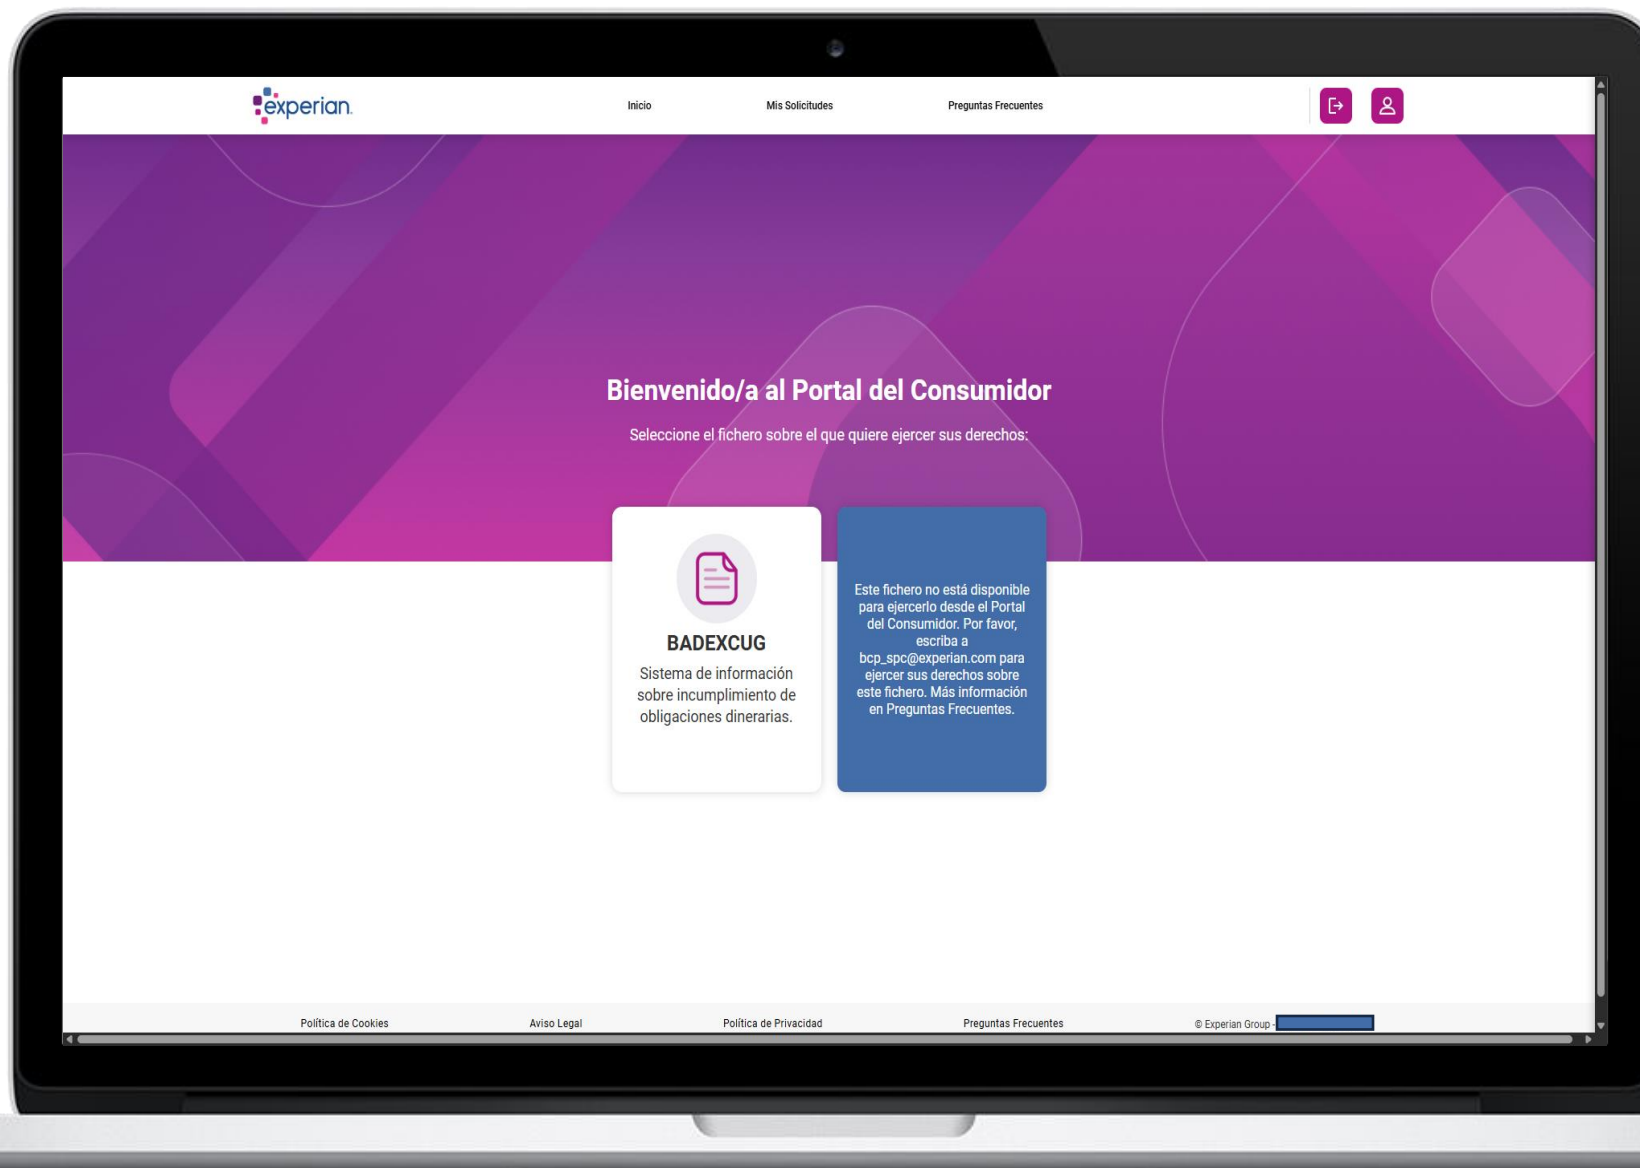 experian.
Inicio
Mis Solicitudes
Preguntas Frecuentes
Bienvenido/a al Portal del Consumidor
Seleccione el fichero sobre el que quiere ejercer sus derechos:
BADEXCUG
Sistema de información
sobre incumplimiento de
obligaciones dinerarias.
Este fichero no está disponible
para ejercerlo desde el Portal
del Consumidor. Por favor,
escriba a
bcp_spc@experian.com para
ejercer sus derechos sobre
este fichero. Más información
en Preguntas Frecuentes.
Política de Cookies
Aviso Legal
Política de Privacidad
Preguntas Frecuentes
© Experian Group -